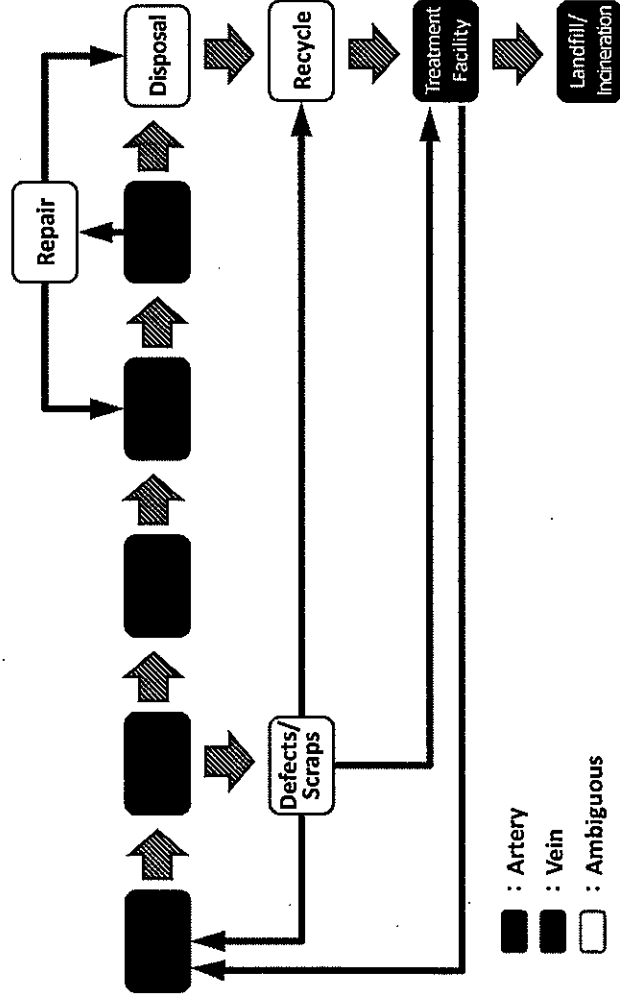 Repair
Disposal
Recycle
Treatment
Facility
Landfill/
Incineration
Defects/
Scraps
: Artery
: Vein
: Ambiguous